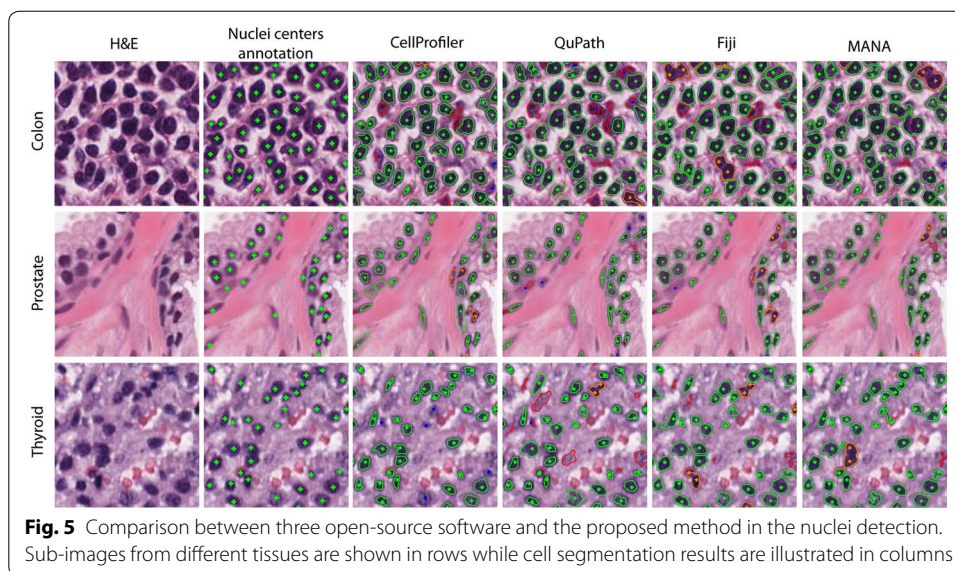 H&E
Nuclei centers
annotation
CellProfiler
QuPath
Fiji
MANA
Colon
Prostate
Thyroid
Fig. 5 Comparison between three open-source software and the proposed method in the nuclei detection.
Sub-images from different tissues are shown in rows while cell segmentation results are illustrated in columns